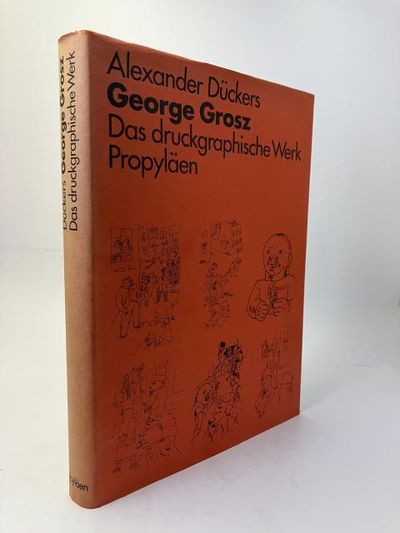 Alexander Dückers
George Grosz
Das druckgraphische Werk
Propyläen
Dückers George Grosz
Das druckgraphische Werk